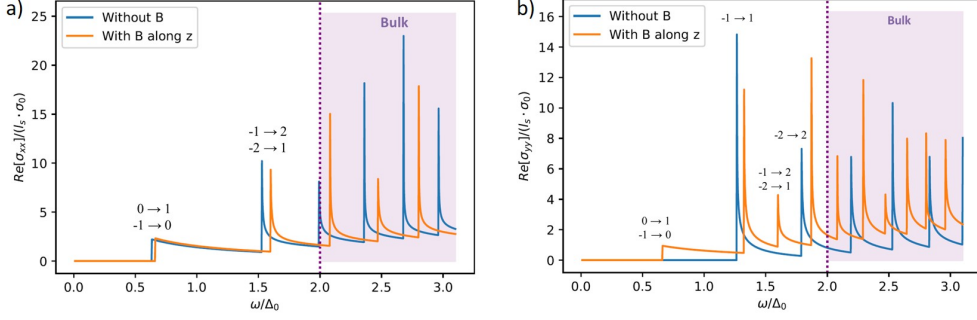 a)
Without B
With B along z
Bulk
Re[σxx]/(ls · σ0)
25
20
15
10
5
0
-1 → 2
-2 → 1
0 → 1
-1 → 0
0.0 0.5 1.0 1.5 2.0 2.5 3.0
ω/Δ0
b)
Without B
With B along z
-1 → 1
Bulk
Re[σyy]/(ls · σ0)
16
14
12
10
8
6
4
2
0
-2 → 2
-1 → 2
-2 → 1
0 → 1
-1 → 0
0.0 0.5 1.0 1.5 2.0 2.5 3.0
ω/Δ0